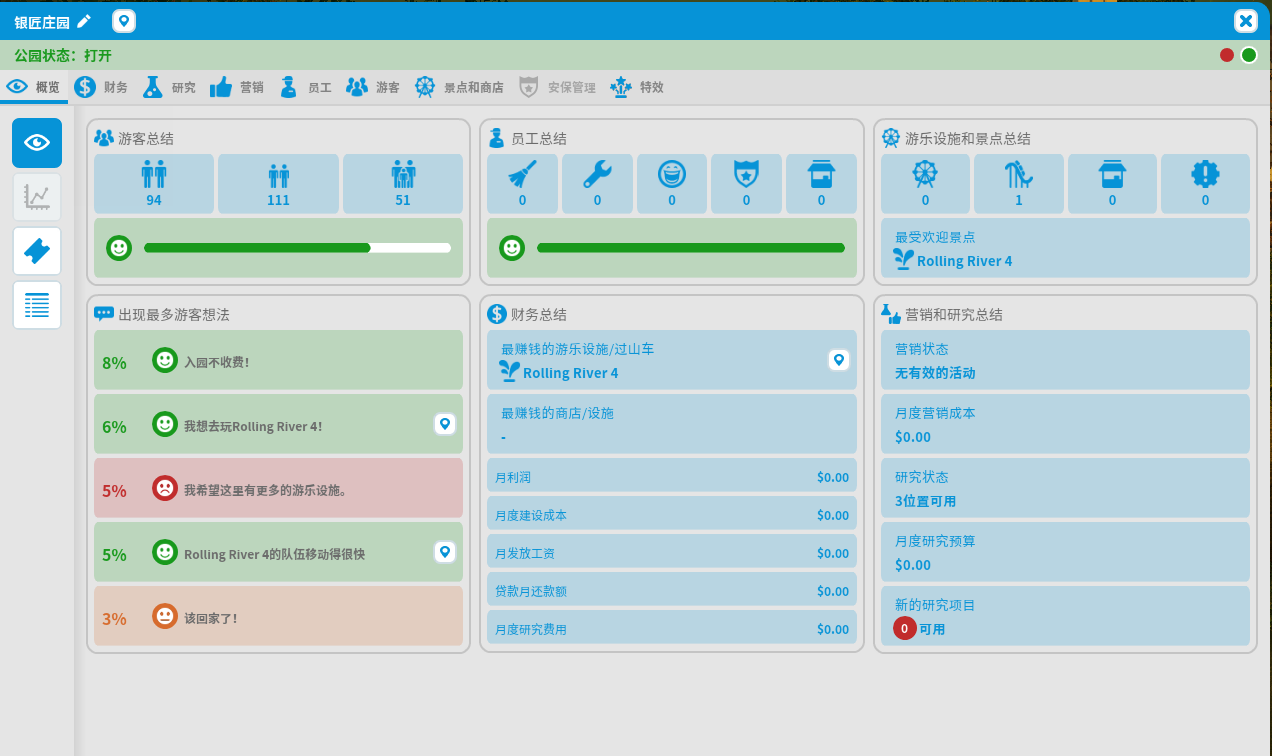 银匠庄园
公园状态：打开
概览 财务 研究 营销 员工 游客 景点和商店 安保管理 特效
游客总结
94 111 51
员工总结
0 0 0 0 0
游乐设施和景点总结
0 1 0 0
最受欢迎景点
Rolling River 4
出现最多游客想法
8% 入园不收费！
6% 我想去玩Rolling River 4！
5% 我希望这里有更多的游乐设施。
5% Rolling River 4的队伍移动得很快
3% 该回家了！
财务总结
最赚钱的游乐设施/过山车
Rolling River 4
最赚钱的商店/设施
-
月利润 $0.00
月度建设成本 $0.00
月发放工资 $0.00
贷款月还款额 $0.00
月度研究费用 $0.00
营销和研究总结
营销状态
无有效的活动
月度营销成本
$0.00
研究状态
3位置可用
月度研究预算
$0.00
新的研究项目
0 可用